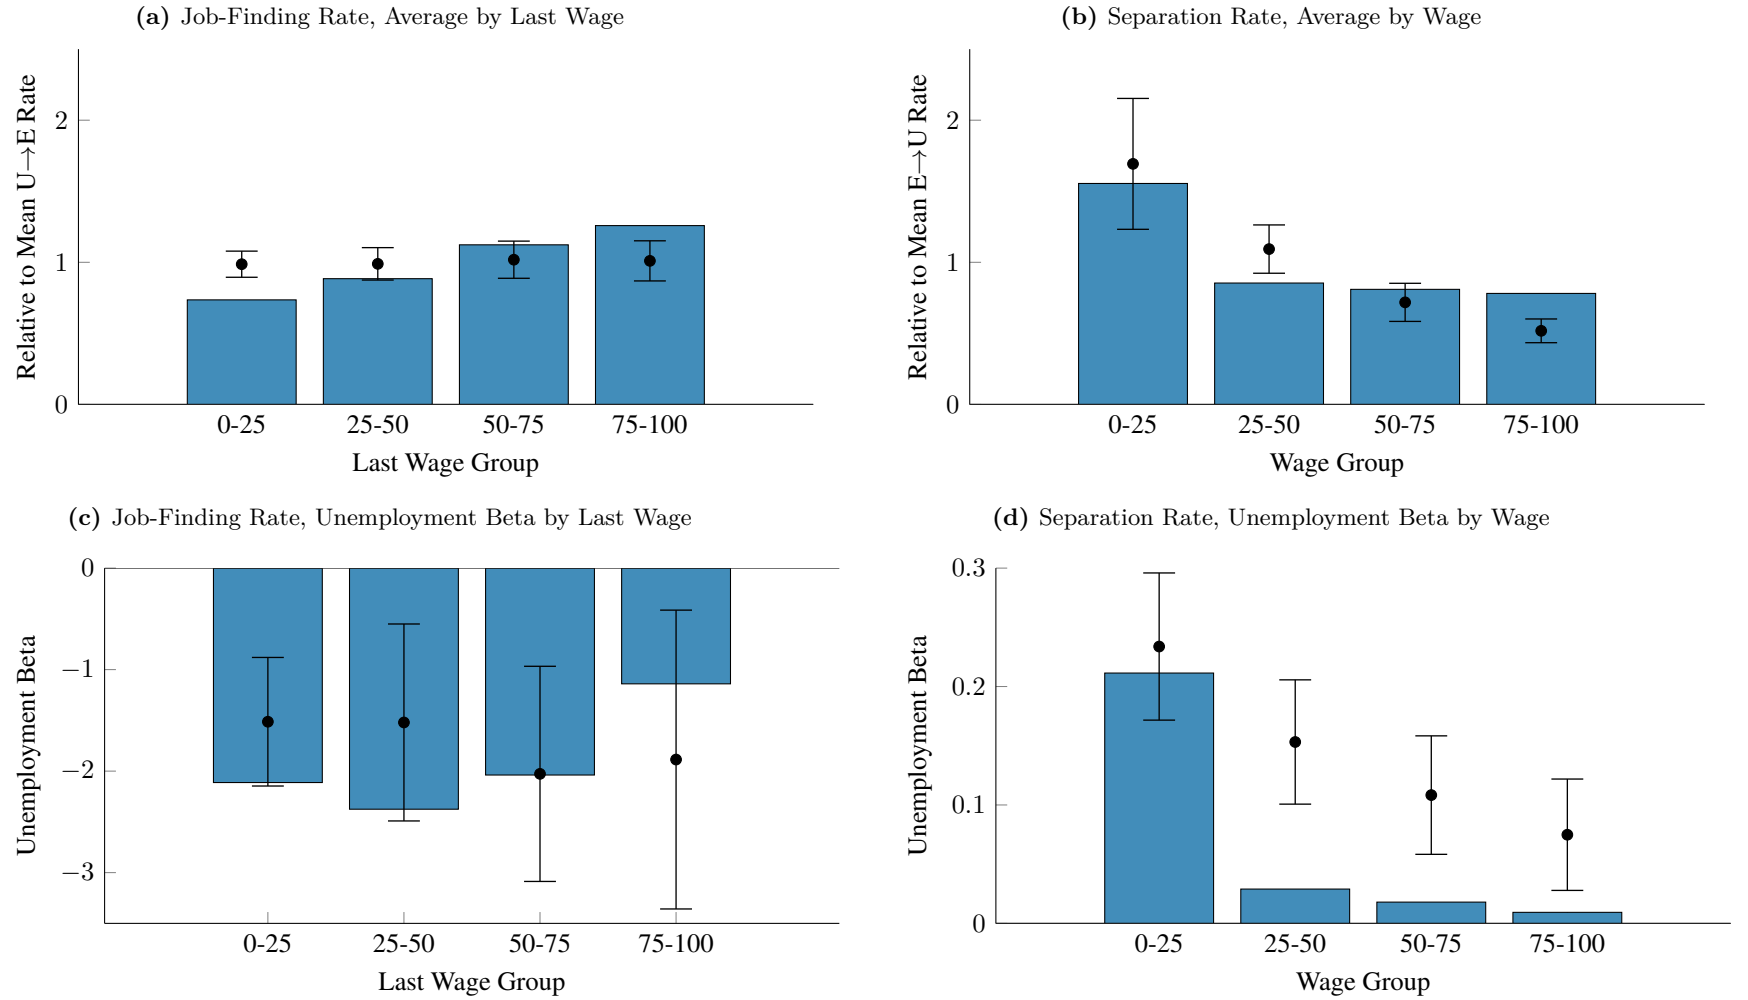 (a) Job-Finding Rate, Average by Last Wage
Relative to Mean U→E Rate
2
1
0
0-25 25-50 50-75 75-100
Last Wage Group
(b) Separation Rate, Average by Wage
Relative to Mean E→U Rate
2
1
0
0-25 25-50 50-75 75-100
Wage Group
(c) Job-Finding Rate, Unemployment Beta by Last Wage
Unemployment Beta
0
−1
−2
−3
0-25 25-50 50-75 75-100
Last Wage Group
(d) Separation Rate, Unemployment Beta by Wage
Unemployment Beta
0.3
0.2
0.1
0
0-25 25-50 50-75 75-100
Wage Group